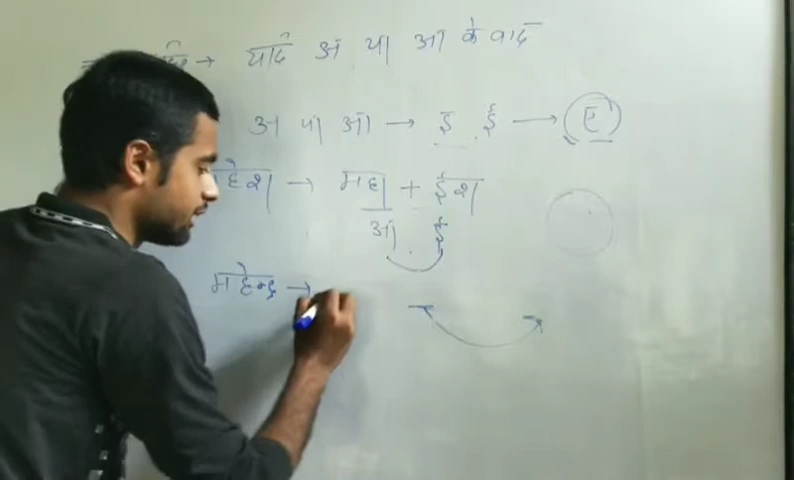 → यदि अ या आ के बाद
अ या आ → इ ई → ए
हेश → महा + ईश
आ ई
महेन्द्र →